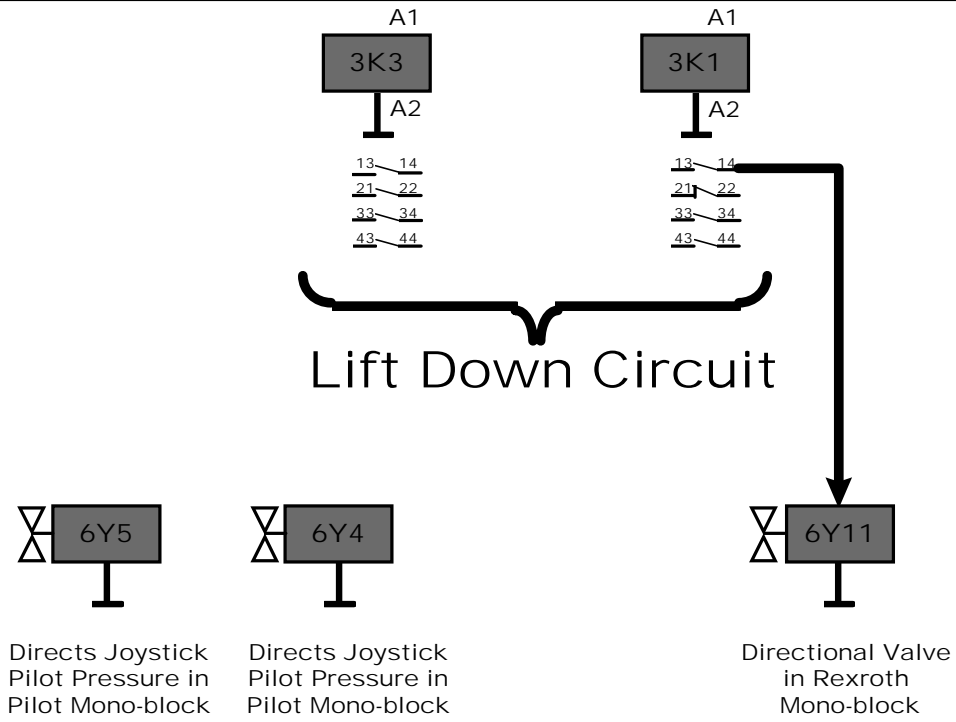 A1 A1
3K3 3K1
A2 A2
13 14 13 14
21 22 21 22
33 34 33 34
43 44 43 44
Lift Down Circuit
6Y5 6Y4 6Y11
Directs Joystick Directs Joystick Directional Valve
Pilot Pressure in Pilot Pressure in in Rexroth
Pilot Mono-block Pilot Mono-block Mono-block